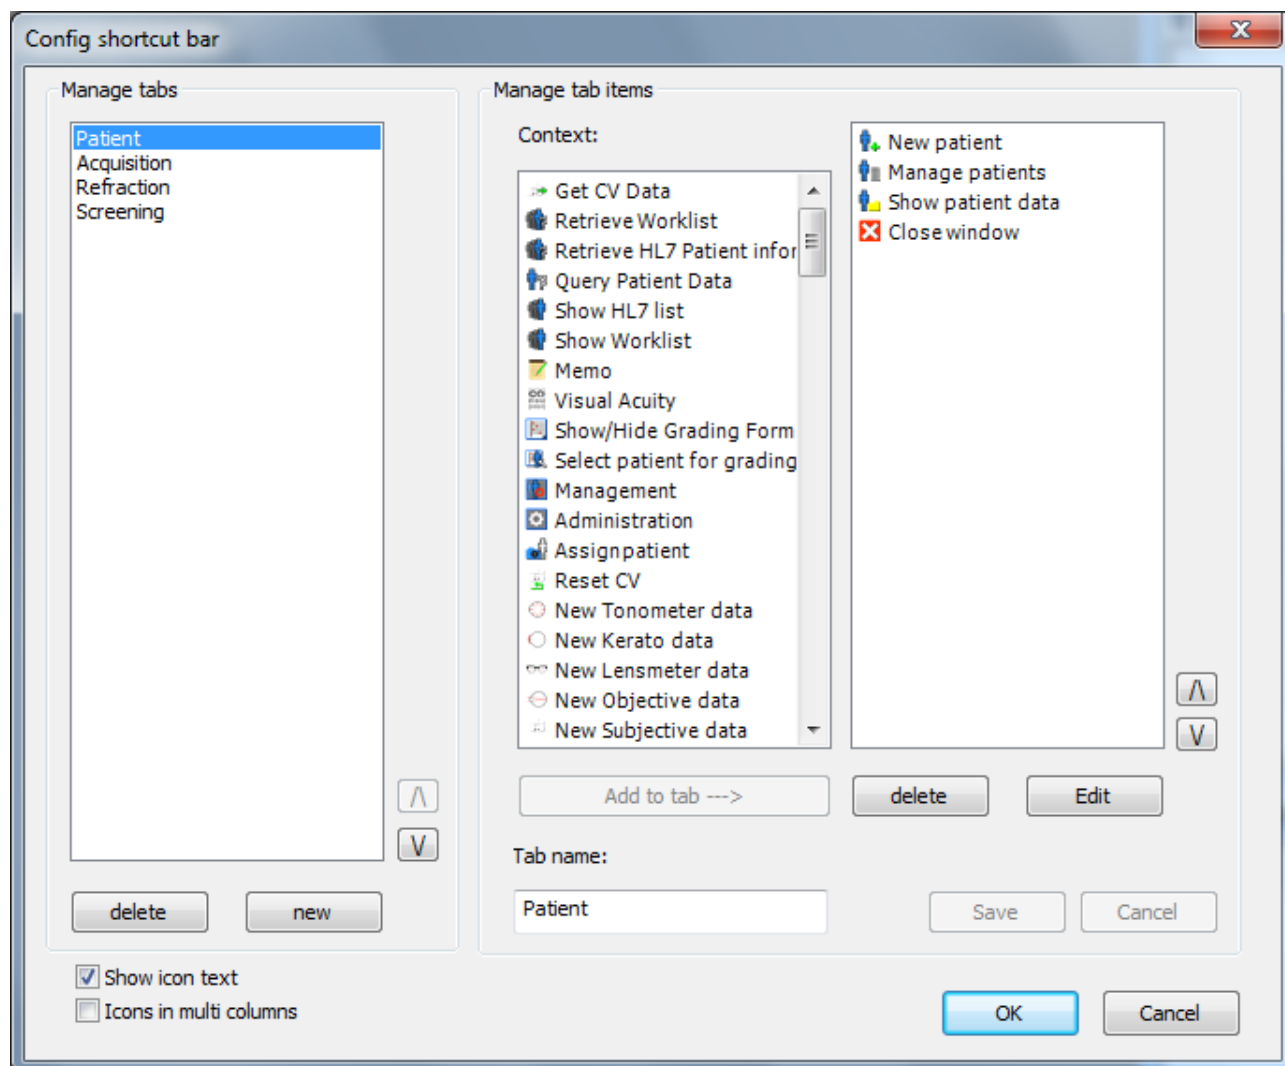 Config shortcut bar
Manage tabs
Patient
Acquisition
Refraction
Screening
/\
\/
delete
new
Manage tab items
Context:
Get CV Data
Retrieve Worklist
Retrieve HL7 Patient infor
Query Patient Data
Show HL7 list
Show Worklist
Memo
Visual Acuity
Show/Hide Grading Form
Select patient for grading
Management
Administration
Assign patient
Reset CV
New Tonometer data
New Kerato data
New Lensmeter data
New Objective data
New Subjective data
New patient
Manage patients
Show patient data
Close window
/\
\/
Add to tab --->
delete
Edit
Tab name:
Patient
Save
Cancel
Show icon text
Icons in multi columns
OK
Cancel